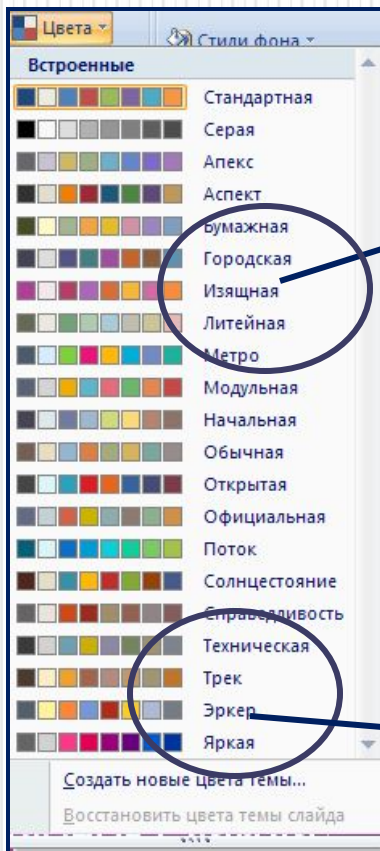 Цвета
Стили фона
Встроенные
Стандартная
Серая
Апекс
Аспект
Бумажная
Городская
Изящная
Литейная
Метро
Модульная
Начальная
Обычная
Открытая
Официальная
Поток
Солнцестояние
Справедливость
Техническая
Трек
Эркер
Яркая
Создать новые цвета темы...
Восстановить цвета темы слайда